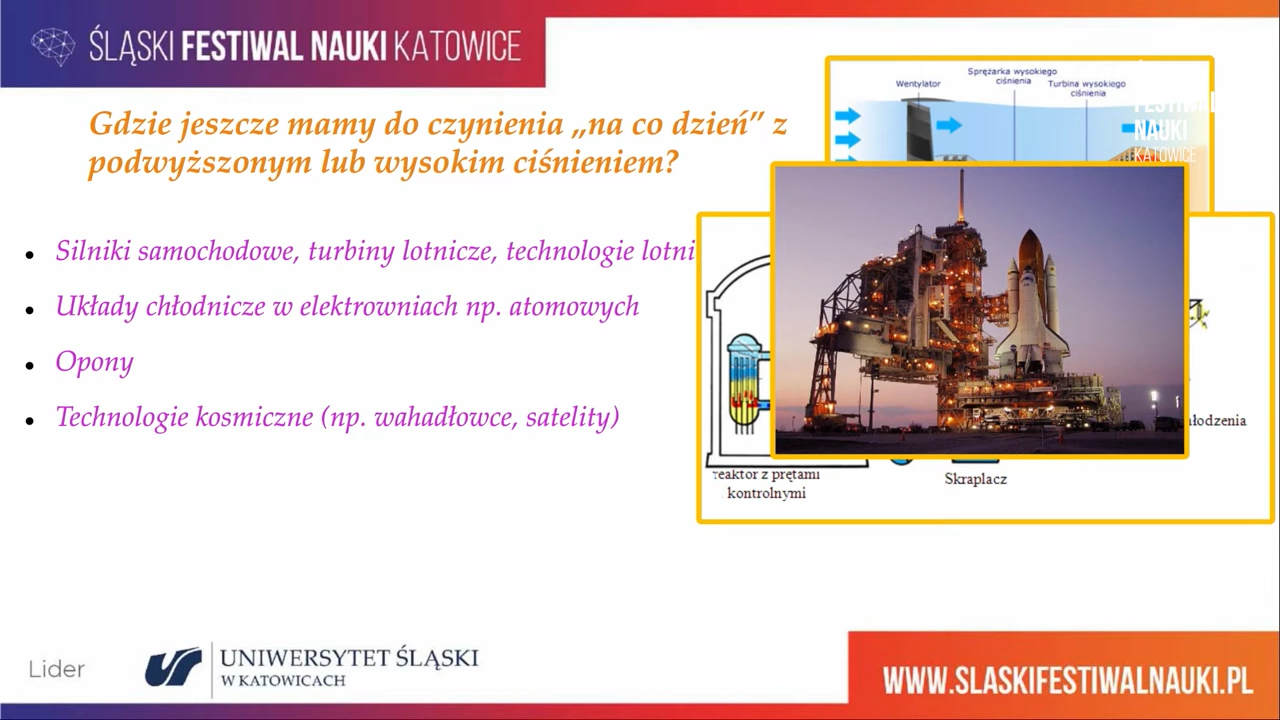 ŚLĄSKI FESTIWAL NAUKI KATOWICE
Gdzie jeszcze mamy do czynienia „na co dzień” z
podwyższonym lub wysokim ciśnieniem?
Silniki samochodowe, turbiny lotnicze, technologie lotni
Układy chłodnicze w elektrowniach np. atomowych
Opony
Technologie kosmiczne (np. wahadłowce, satelity)
Wentylator
Sprężarka wysokiego
ciśnienia
Turbina wysokiego
ciśnienia
FESTIWAL
NAUKI
KATOWICE
reaktor z prętami
kontrolnymi
Skraplacz
Lider
UNIWERSYTET ŚLĄSKI
W KATOWICACH
WWW.SLASKIFESTIWALNAUKI.PL